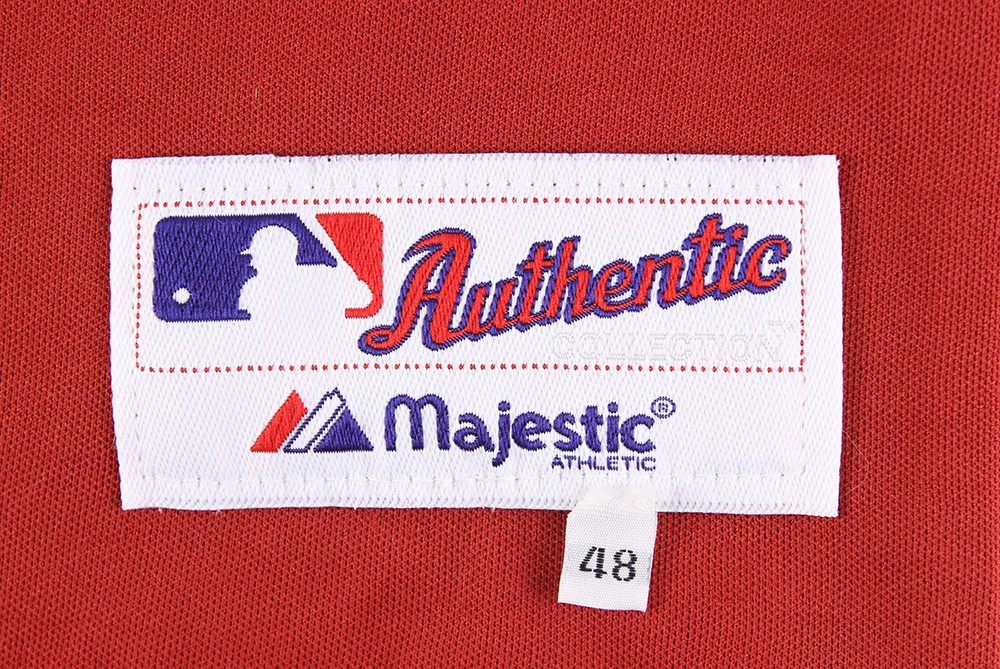 Authentic
COLLECTION
Majestic®
ATHLETIC
48